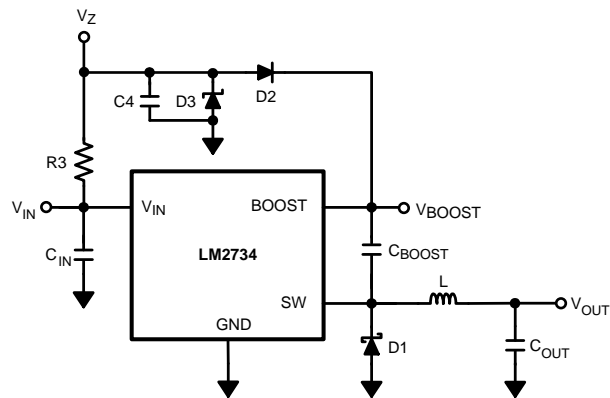 VZ
C4
D3
D2
R3
VIN
VIN
BOOST
VBOOST
CIN
LM2734
CBOOST
SW
L
VOUT
GND
D1
COUT